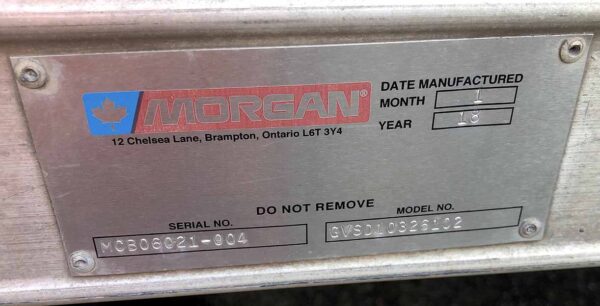 MORGAN®
12 Chelsea Lane, Brampton, Ontario L6T 3Y4
DATE MANUFACTURED
MONTH 1
YEAR 16
DO NOT REMOVE
SERIAL NO.
MCB06021-004
MODEL NO.
GVSD10326102